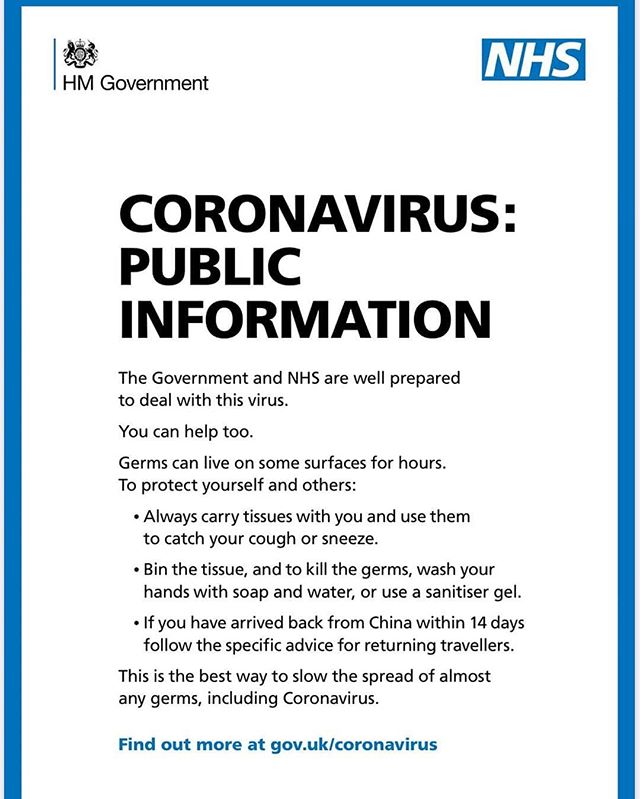 HM Government
NHS
CORONAVIRUS:
PUBLIC
INFORMATION
The Government and NHS are well prepared
to deal with this virus.
You can help too.
Germs can live on some surfaces for hours.
To protect yourself and others:
• Always carry tissues with you and use them
to catch your cough or sneeze.
• Bin the tissue, and to kill the germs, wash your
hands with soap and water, or use a sanitiser gel.
• If you have arrived back from China within 14 days
follow the specific advice for returning travellers.
This is the best way to slow the spread of almost
any germs, including Coronavirus.
Find out more at gov.uk/coronavirus